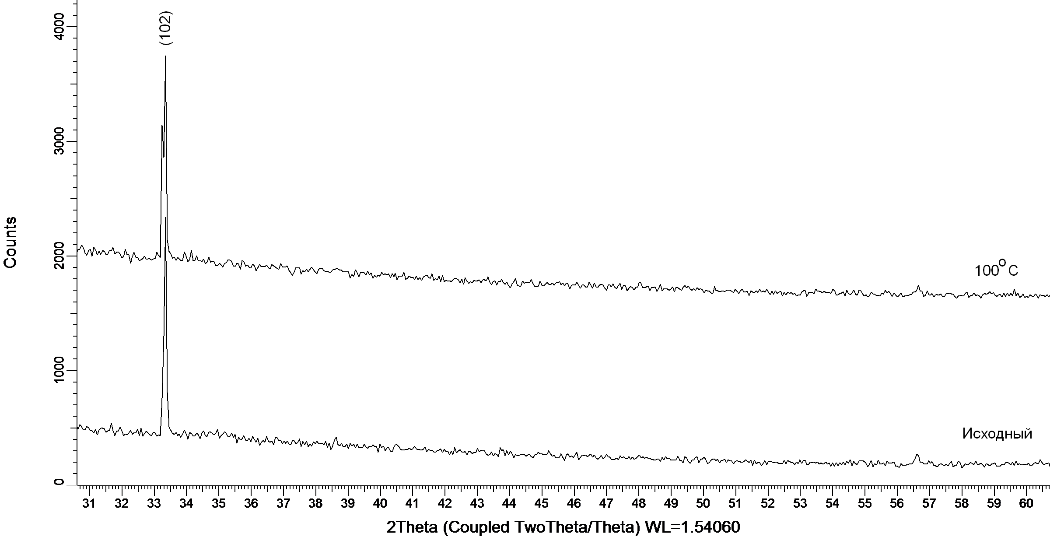 (102)
4000
3000
2000
1000
0
Counts
100°C
Исходный
31 32 33 34 35 36 37 38 39 40 41 42 43 44 45 46 47 48 49 50 51 52 53 54 55 56 57 58 59 60
2Theta (Coupled TwoTheta/Theta) WL=1.54060